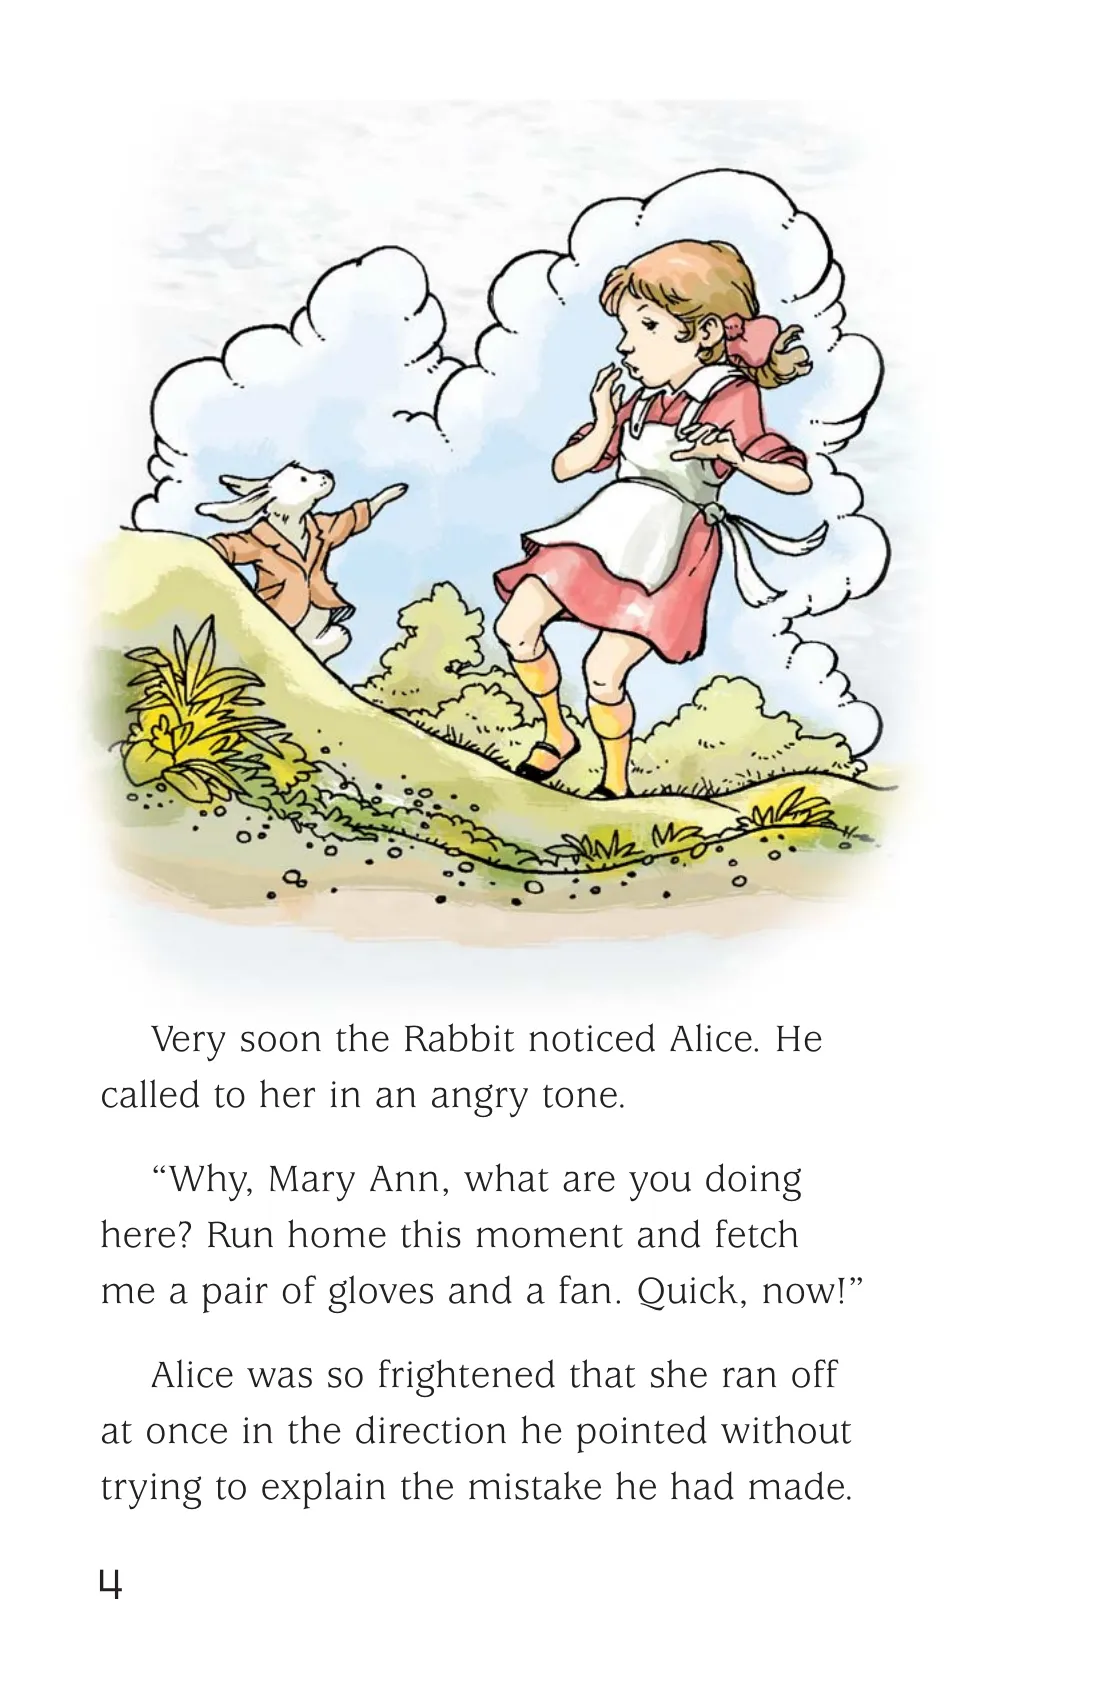 Very soon the Rabbit noticed Alice. He
called to her in an angry tone.
“Why, Mary Ann, what are you doing
here? Run home this moment and fetch
me a pair of gloves and a fan. Quick, now!”
Alice was so frightened that she ran off
at once in the direction he pointed without
trying to explain the mistake he had made.
4